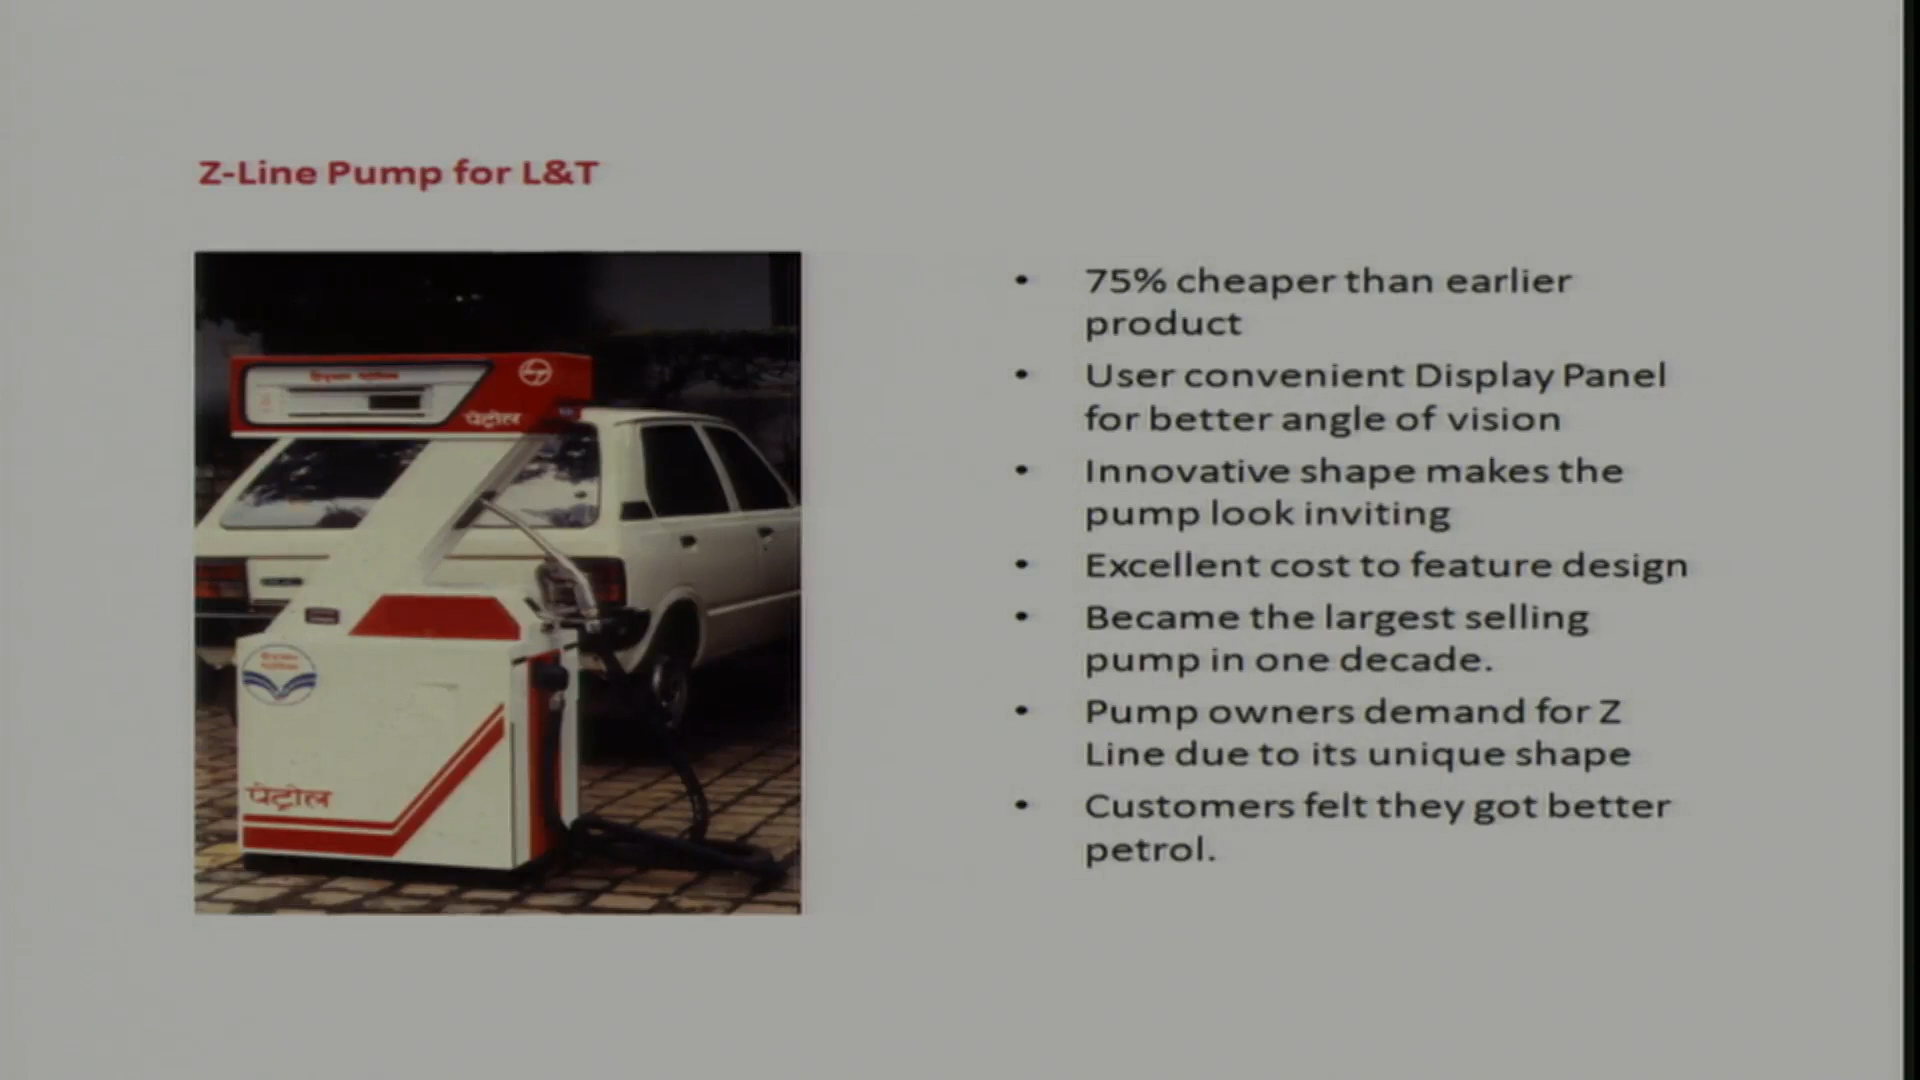 Z-Line Pump for L&T
पेट्रोल
पेट्रोल
• 75% cheaper than earlier
product
• User convenient Display Panel
for better angle of vision
• Innovative shape makes the
pump look inviting
• Excellent cost to feature design
• Became the largest selling
pump in one decade.
• Pump owners demand for Z
Line due to its unique shape
• Customers felt they got better
petrol.